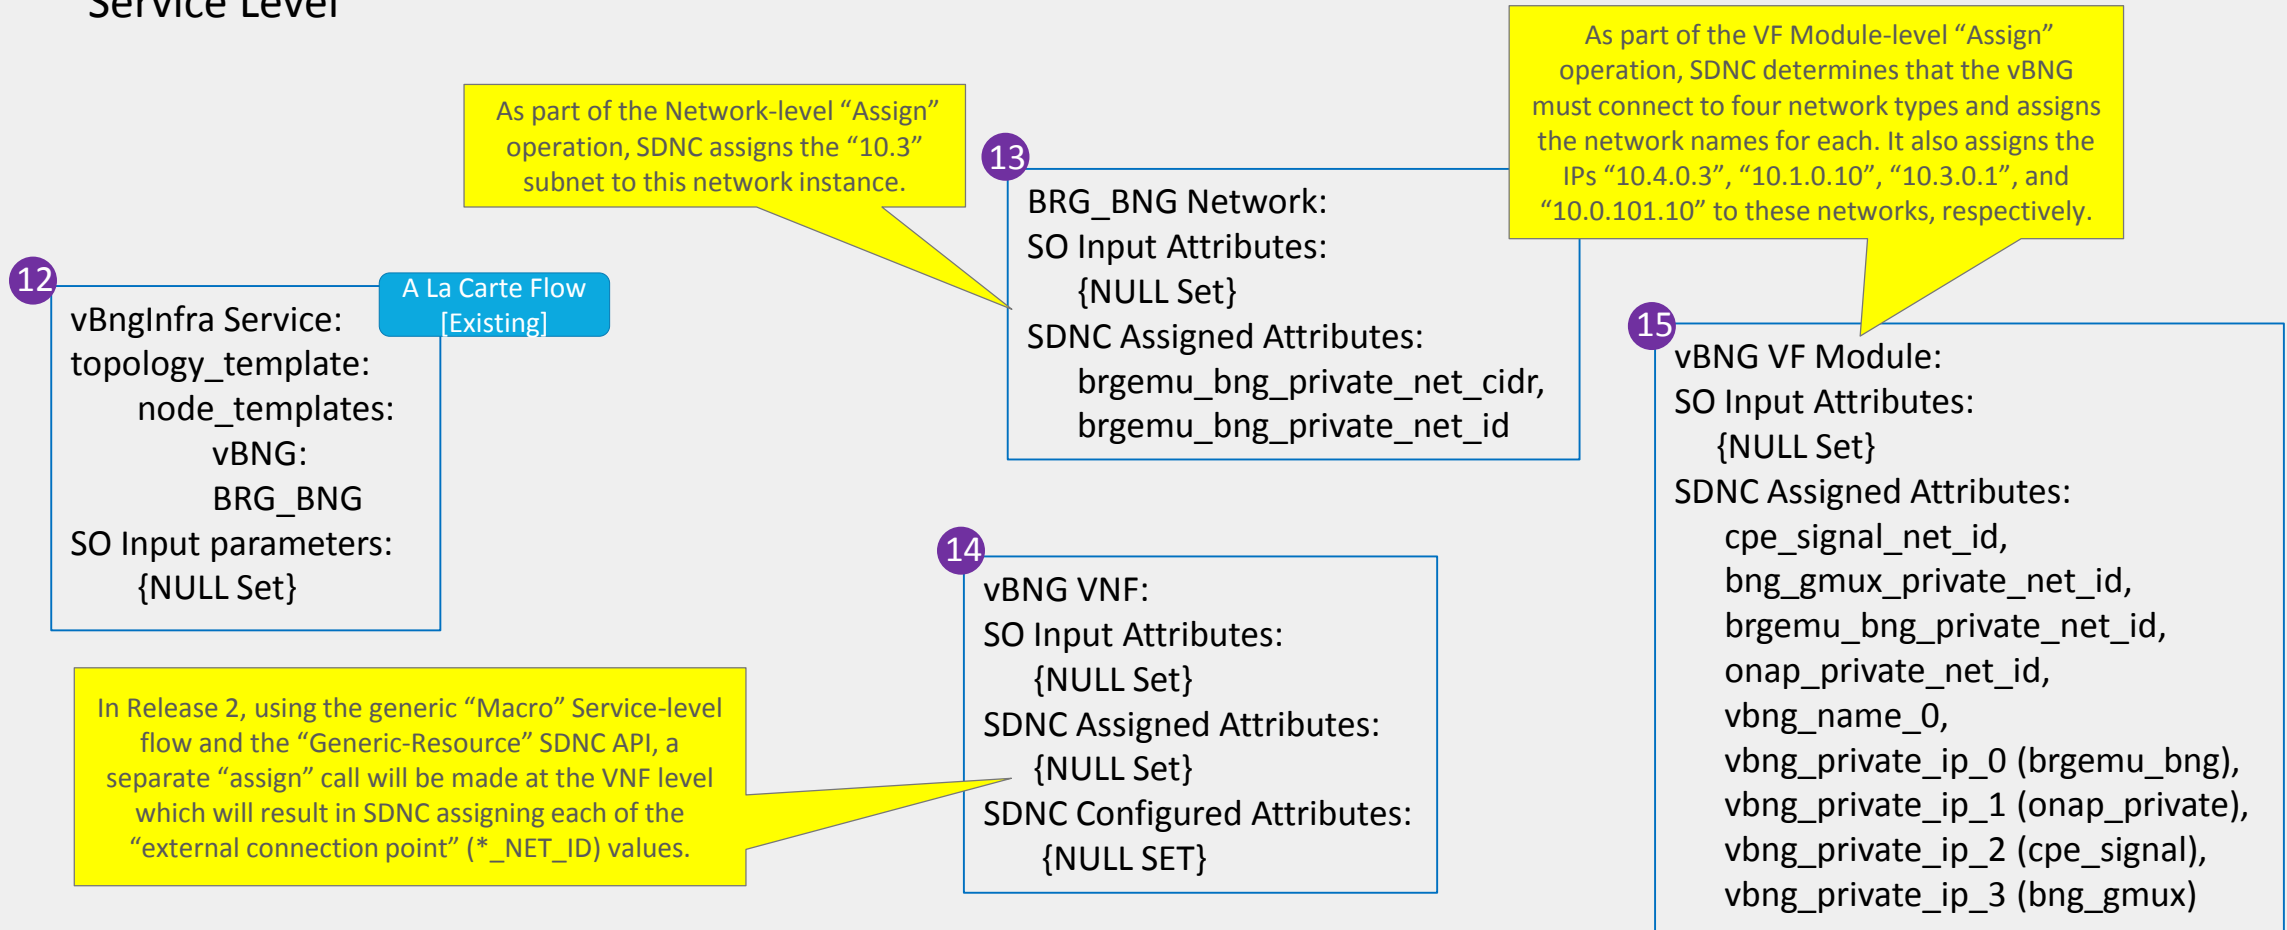 Service Level
As part of the Network-level “Assign”
operation, SDNC assigns the “10.3”
subnet to this network instance.
As part of the VF Module-level “Assign”
operation, SDNC determines that the vBNG
must connect to four network types and assigns
the network names for each. It also assigns the
IPs “10.4.0.3”, “10.1.0.10”, “10.3.0.1”, and
“10.0.101.10” to these networks, respectively.
12
A La Carte Flow
[Existing]
vBngInfra Service:
topology_template:
node_templates:
vBNG:
BRG_BNG
SO Input parameters:
{NULL Set}
13
BRG_BNG Network:
SO Input Attributes:
{NULL Set}
SDNC Assigned Attributes:
brgemu_bng_private_net_cidr,
brgemu_bng_private_net_id
In Release 2, using the generic “Macro” Service-level
flow and the “Generic-Resource” SDNC API, a
separate “assign” call will be made at the VNF level
which will result in SDNC assigning each of the
“external connection point” (*_NET_ID) values.
14
vBNG VNF:
SO Input Attributes:
{NULL Set}
SDNC Assigned Attributes:
{NULL Set}
SDNC Configured Attributes:
{NULL SET}
15
vBNG VF Module:
SO Input Attributes:
{NULL Set}
SDNC Assigned Attributes:
cpe_signal_net_id,
bng_gmux_private_net_id,
brgemu_bng_private_net_id,
onap_private_net_id,
vbng_name_0,
vbng_private_ip_0 (brgemu_bng),
vbng_private_ip_1 (onap_private),
vbng_private_ip_2 (cpe_signal),
vbng_private_ip_3 (bng_gmux)